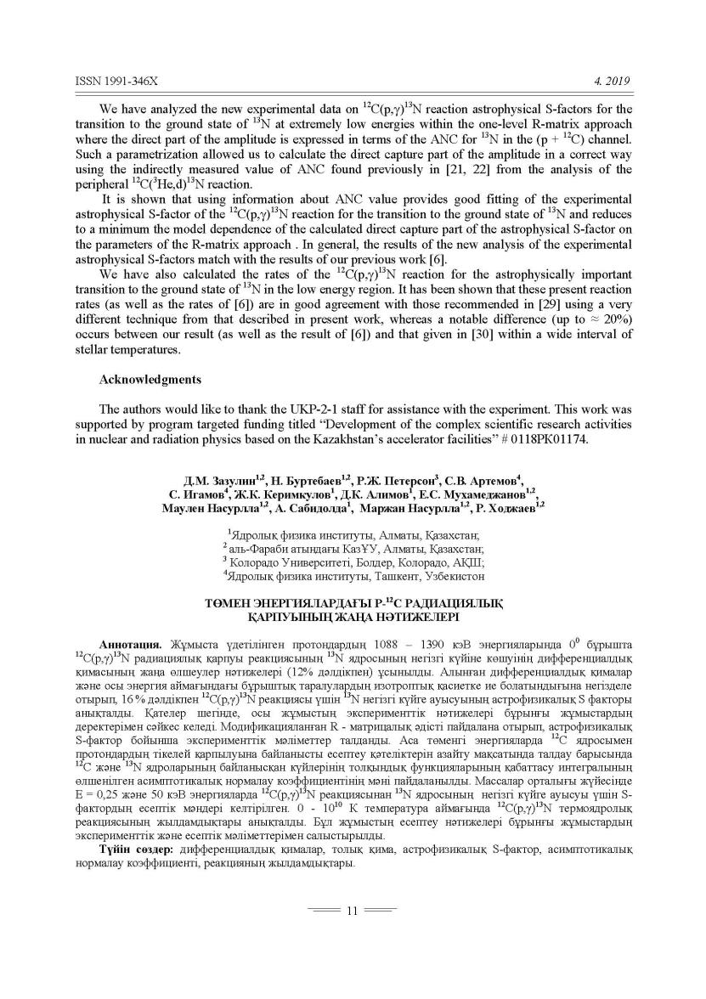 ISSN 1991-346X 4. 2019
We have analyzed the new experimental data on ¹²C(p,γ)¹³N reaction astrophysical S-factors for the
transition to the ground state of ¹³N at extremely low energies within the one-level R-matrix approach
where the direct part of the amplitude is expressed in terms of the ANC for ¹³N in the (p + ¹²C) channel.
Such a parametrization allowed us to calculate the direct capture part of the amplitude in a correct way
using the indirectly measured value of ANC found previously in [21, 22] from the analysis of the
peripheral ¹²C(³He,d)¹³N reaction.
It is shown that using information about ANC value provides good fitting of the experimental
astrophysical S-factor of the ¹²C(p,γ)¹³N reaction for the transition to the ground state of ¹³N and reduces
to a minimum the model dependence of the calculated direct capture part of the astrophysical S-factor on
the parameters of the R-matrix approach . In general, the results of the new analysis of the experimental
astrophysical S-factors match with the results of our previous work [6].
We have also calculated the rates of the ¹²C(p,γ)¹³N reaction for the astrophysically important
transition to the ground state of ¹³N in the low energy region. It has been shown that these present reaction
rates (as well as the rates of [6]) are in good agreement with those recommended in [29] using a very
different technique from that described in present work, whereas a notable difference (up to ≈ 20%)
occurs between our result (as well as the result of [6]) and that given in [30] within a wide interval of
stellar temperatures.
Acknowledgments
The authors would like to thank the UKP-2-1 staff for assistance with the experiment. This work was
supported by program targeted funding titled “Development of the complex scientific research activities
in nuclear and radiation physics based on the Kazakhstan’s accelerator facilities” # 0118РК01174.
Д.М. Зазулин¹,², Н. Буртебаев¹,², Р.Ж. Петерсон³, С.В. Артемов⁴,
С. Игамов⁴, Ж.К. Керимкулов¹, Д.К. Алимов¹, Е.С. Мухамеджанов¹,²,
Маулен Насурлла¹,², А. Сабидолда¹, Маржан Насурлла¹,², Р. Ходжаев¹,²
¹Ядролық физика институты, Алматы, Қазахстан;
² аль-Фараби атындағы ҚазҰУ, Алматы, Қазахстан;
³ Колорадо Университеті, Болдер, Колорадо, АҚШ;
⁴Ядролық физика институты, Ташкент, Узбекистон
ТӨМЕН ЭНЕРГИЯЛАРДАҒЫ Р-¹²С РАДИАЦИЯЛЫҚ
ҚАРПУЫНЫҢ ЖАҢА НӘТИЖЕЛЕРІ
Аннотация. Жұмыста үдетілінген протондардың 1088 – 1390 кэВ энергияларында 0⁰ бұрышта
¹²C(p,γ)¹³N радиациялық қарпуы реакциясының ¹³N ядросының негізгі күйіне көшуінің дифференциалдық
қимасының жаңа өлшеулер нәтижелері (12% дәлдікпен) ұсынылды. Алынған дифференциалдық қималар
және осы энергия аймағындағы бұрыштық таралулардың изотроптық қасиетке ие болатындығына негізделе
отырып, 16 % дәлдікпен ¹²C(p,γ)¹³N реакциясы үшін ¹³N негізгі күйге ауысуының астрофизикалық S факторы
анықталды. Қателер шегінде, осы жұмыстың эксперименттік нәтижелері бұрынғы жұмыстардың
деректерімен сәйкес келеді. Модификацияланған R - матрицалық әдісті пайдалана отырып, астрофизикалық
S-фактор бойынша эксперименттік мәліметтер талданды. Аса төменгі энергияларда ¹²С ядросымен
протондардың тікелей қарпылуына байланысты есептеу қәтеліктерін азайту мақсатында талдау барысында
¹²C және ¹³N ядроларының байланысқан күйлерінің толқындық функцияларының қабаттасу интегралының
өлшенілген асимптотикалық нормалау коэффициентінің мәні пайдаланылды. Массалар орталығы жүйесінде
E = 0,25 және 50 кэВ энергияларда ¹²C(p,γ)¹³N реакциясынан ¹³N ядросының негізгі күйге ауысуы үшін S-
фактордың есептік мәндері келтірілген. 0 - 10¹⁰ К температура аймағында ¹²C(p,γ)¹³N термоядролық
реакциясының жылдамдықтары анықталды. Бұл жұмыстың есептеу нәтижелері бұрынғы жұмыстардың
эксперименттік және есептік мәліметтерімен салыстырылды.
Түйін сөздер: дифференциалдық қималар, толық қима, астрофизикалық S-фактор, асимптотикалық
нормалау коэффициенті, реакцияның жылдамдықтары.
11